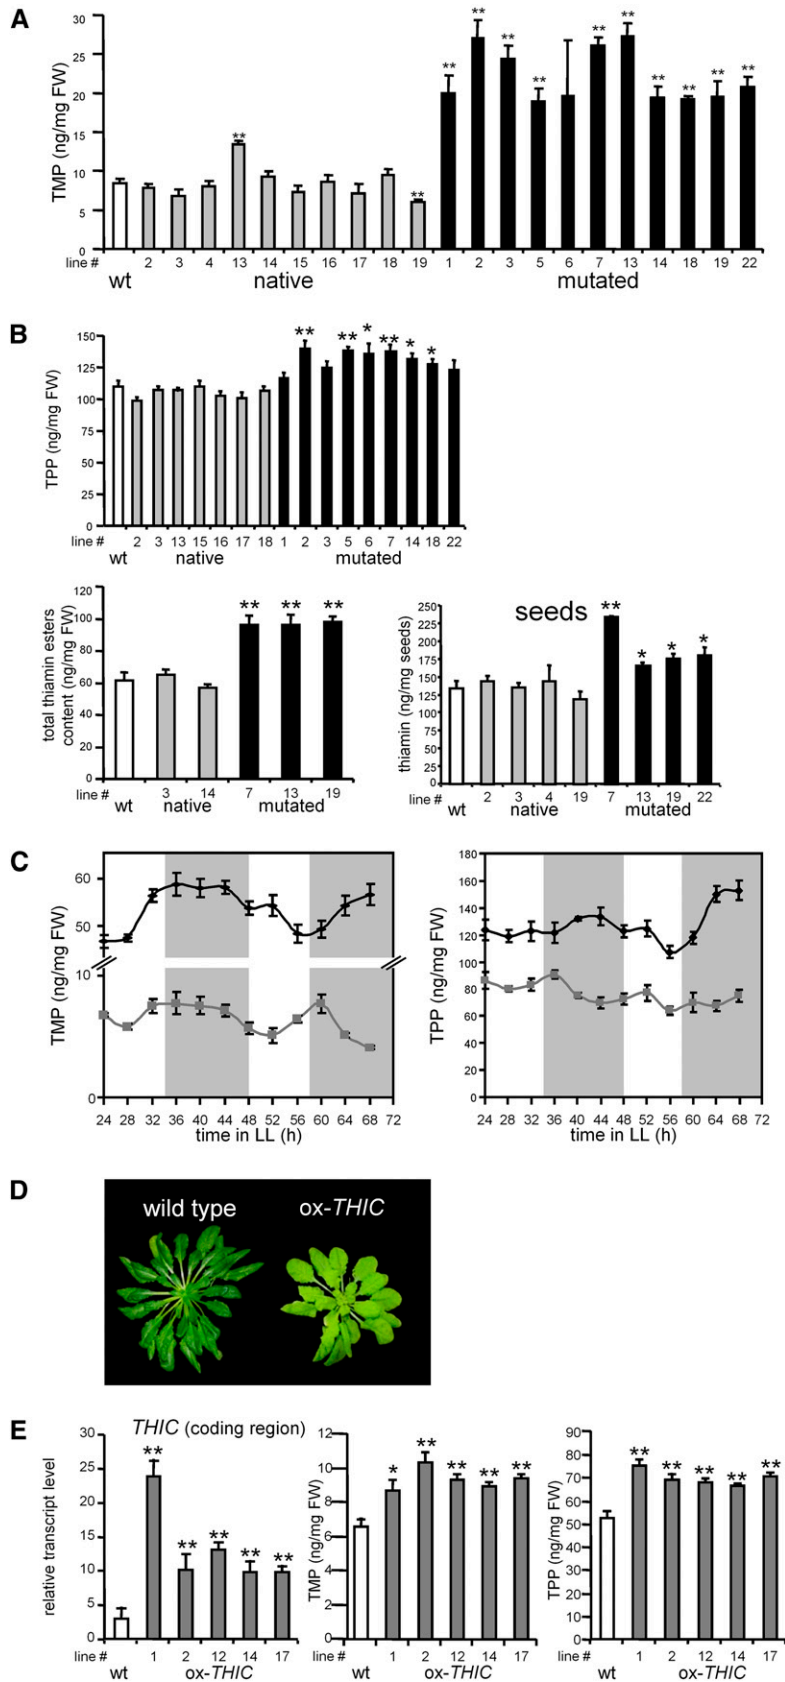 A
TMP (ng/mg FW)
30
25
20
15
10
5
0
**
**
**
**
**
**
**
**
**
**
**
**
line # 2 3 4 13 14 15 16 17 18 19 1 2 3 5 6 7 13 14 18 19 22
wt native mutated
B
TPP (ng/mg FW)
150
125
100
75
50
25
0
** ** * ** * *
line # 2 3 13 15 16 17 18 1 2 3 5 6 7 14 18 22
wt native mutated
total thiamin esters
content (ng/mg FW)
120
100
80
60
40
20
0
** ** **
line # 3 14 7 13 19
wt native mutated
seeds
thiamin (ng/mg seeds)
250
225
200
175
150
125
100
75
50
25
0
** * * *
line # 2 3 4 19 7 13 19 22
wt native mutated
C
TMP (ng/mg FW)
60
50
10
0
24 28 32 36 40 44 48 52 56 60 64 68 72
time in LL (h)
TPP (ng/mg FW)
180
160
140
120
100
80
60
40
20
0
24 28 32 36 40 44 48 52 56 60 64 68 72
time in LL (h)
D
wild type ox-THIC
E
THIC (coding region)
relative transcript level
30
25
20
15
10
5
0
** ** ** ** **
line # 1 2 12 14 17
wt ox-THIC
TMP (ng/mg FW)
12
10
8
6
4
2
0
* ** ** ** **
line # 1 2 12 14 17
wt ox-THIC
TPP (ng/mg FW)
90
80
70
60
50
40
30
20
10
0
** ** ** ** **
line # 1 2 12 14 17
wt ox-THIC